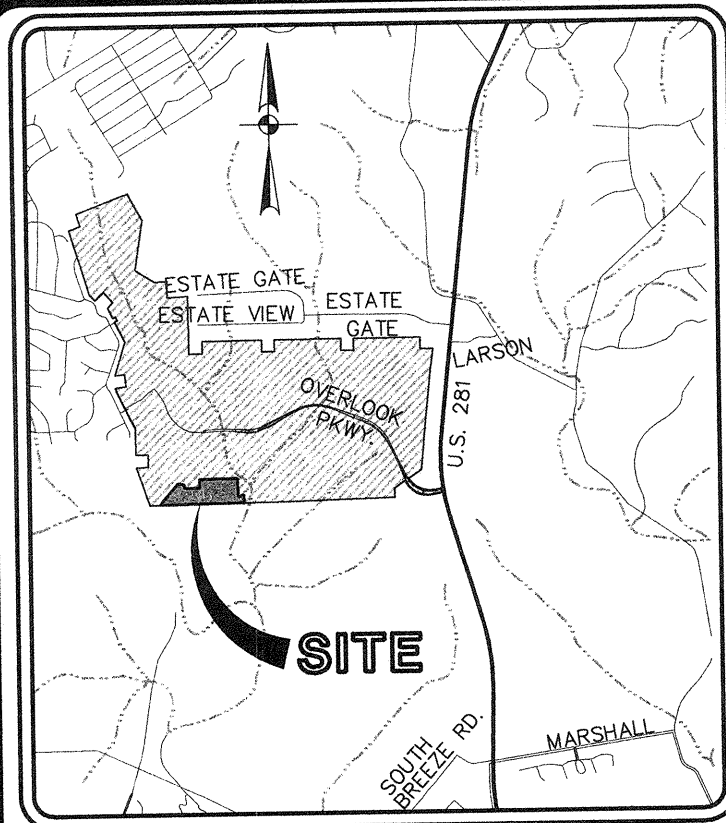 ESTATE GATE
ESTATE VIEW
ESTATE
GATE
LARSON
OVERLOOK
PKWY.
U.S. 281
SITE
SOUTH
BREEZE RD.
MARSHALL